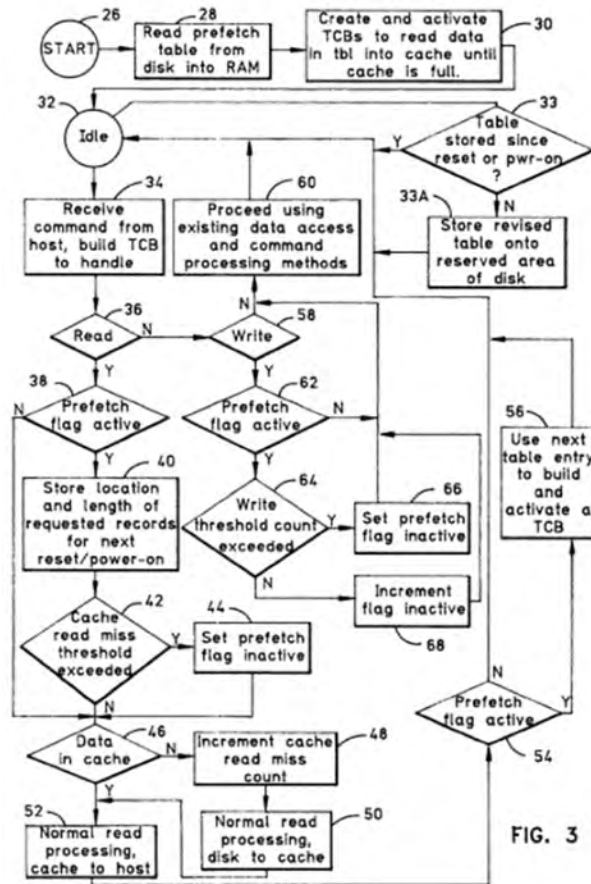 26
START
28
Read prefetch
table from
disk into RAM
30
Create and activate
TCBs to read data
in tbl into cache until
cache is full.
32
Idle
33
Table
stored since
reset or pwr-on
?
Y
N
33A
Store revised
table onto
reserved area
of disk
34
Receive
command from
host, build TCB
to handle
60
Proceed using
existing data access
and command
processing methods
N
36
Read
N
Y
58
Write
Y
38
Prefetch
flag active
N
Y
62
Prefetch
flag active
N
Y
56
Use next
table entry
to build
and
activate a
TCB
40
Store location
and length of
requested records
for next
reset/power-on
64
Write
threshold count
exceeded
Y
N
66
Set prefetch
flag inactive
Increment
flag inactive
68
42
Cache
read miss
threshold
exceeded
Y
N
44
Set prefetch
flag inactive
N
Prefetch
flag active
Y
54
46
Data
in cache
N
Y
48
Increment cache
read miss
count
52
Normal read
processing,
cache to host
50
Normal read
processing,
disk to cache
FIG. 3